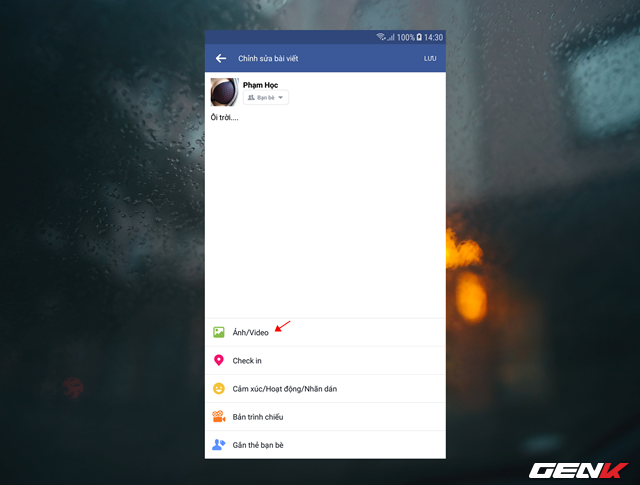 100% 14:30
Chỉnh sửa bài viết LƯU
Phạm Học
Bạn bè
Ôi trời....
Ảnh/Video
Check in
Cảm xúc/Hoạt động/Nhãn dán
Bản trình chiếu
Gắn thẻ bạn bè
GENK